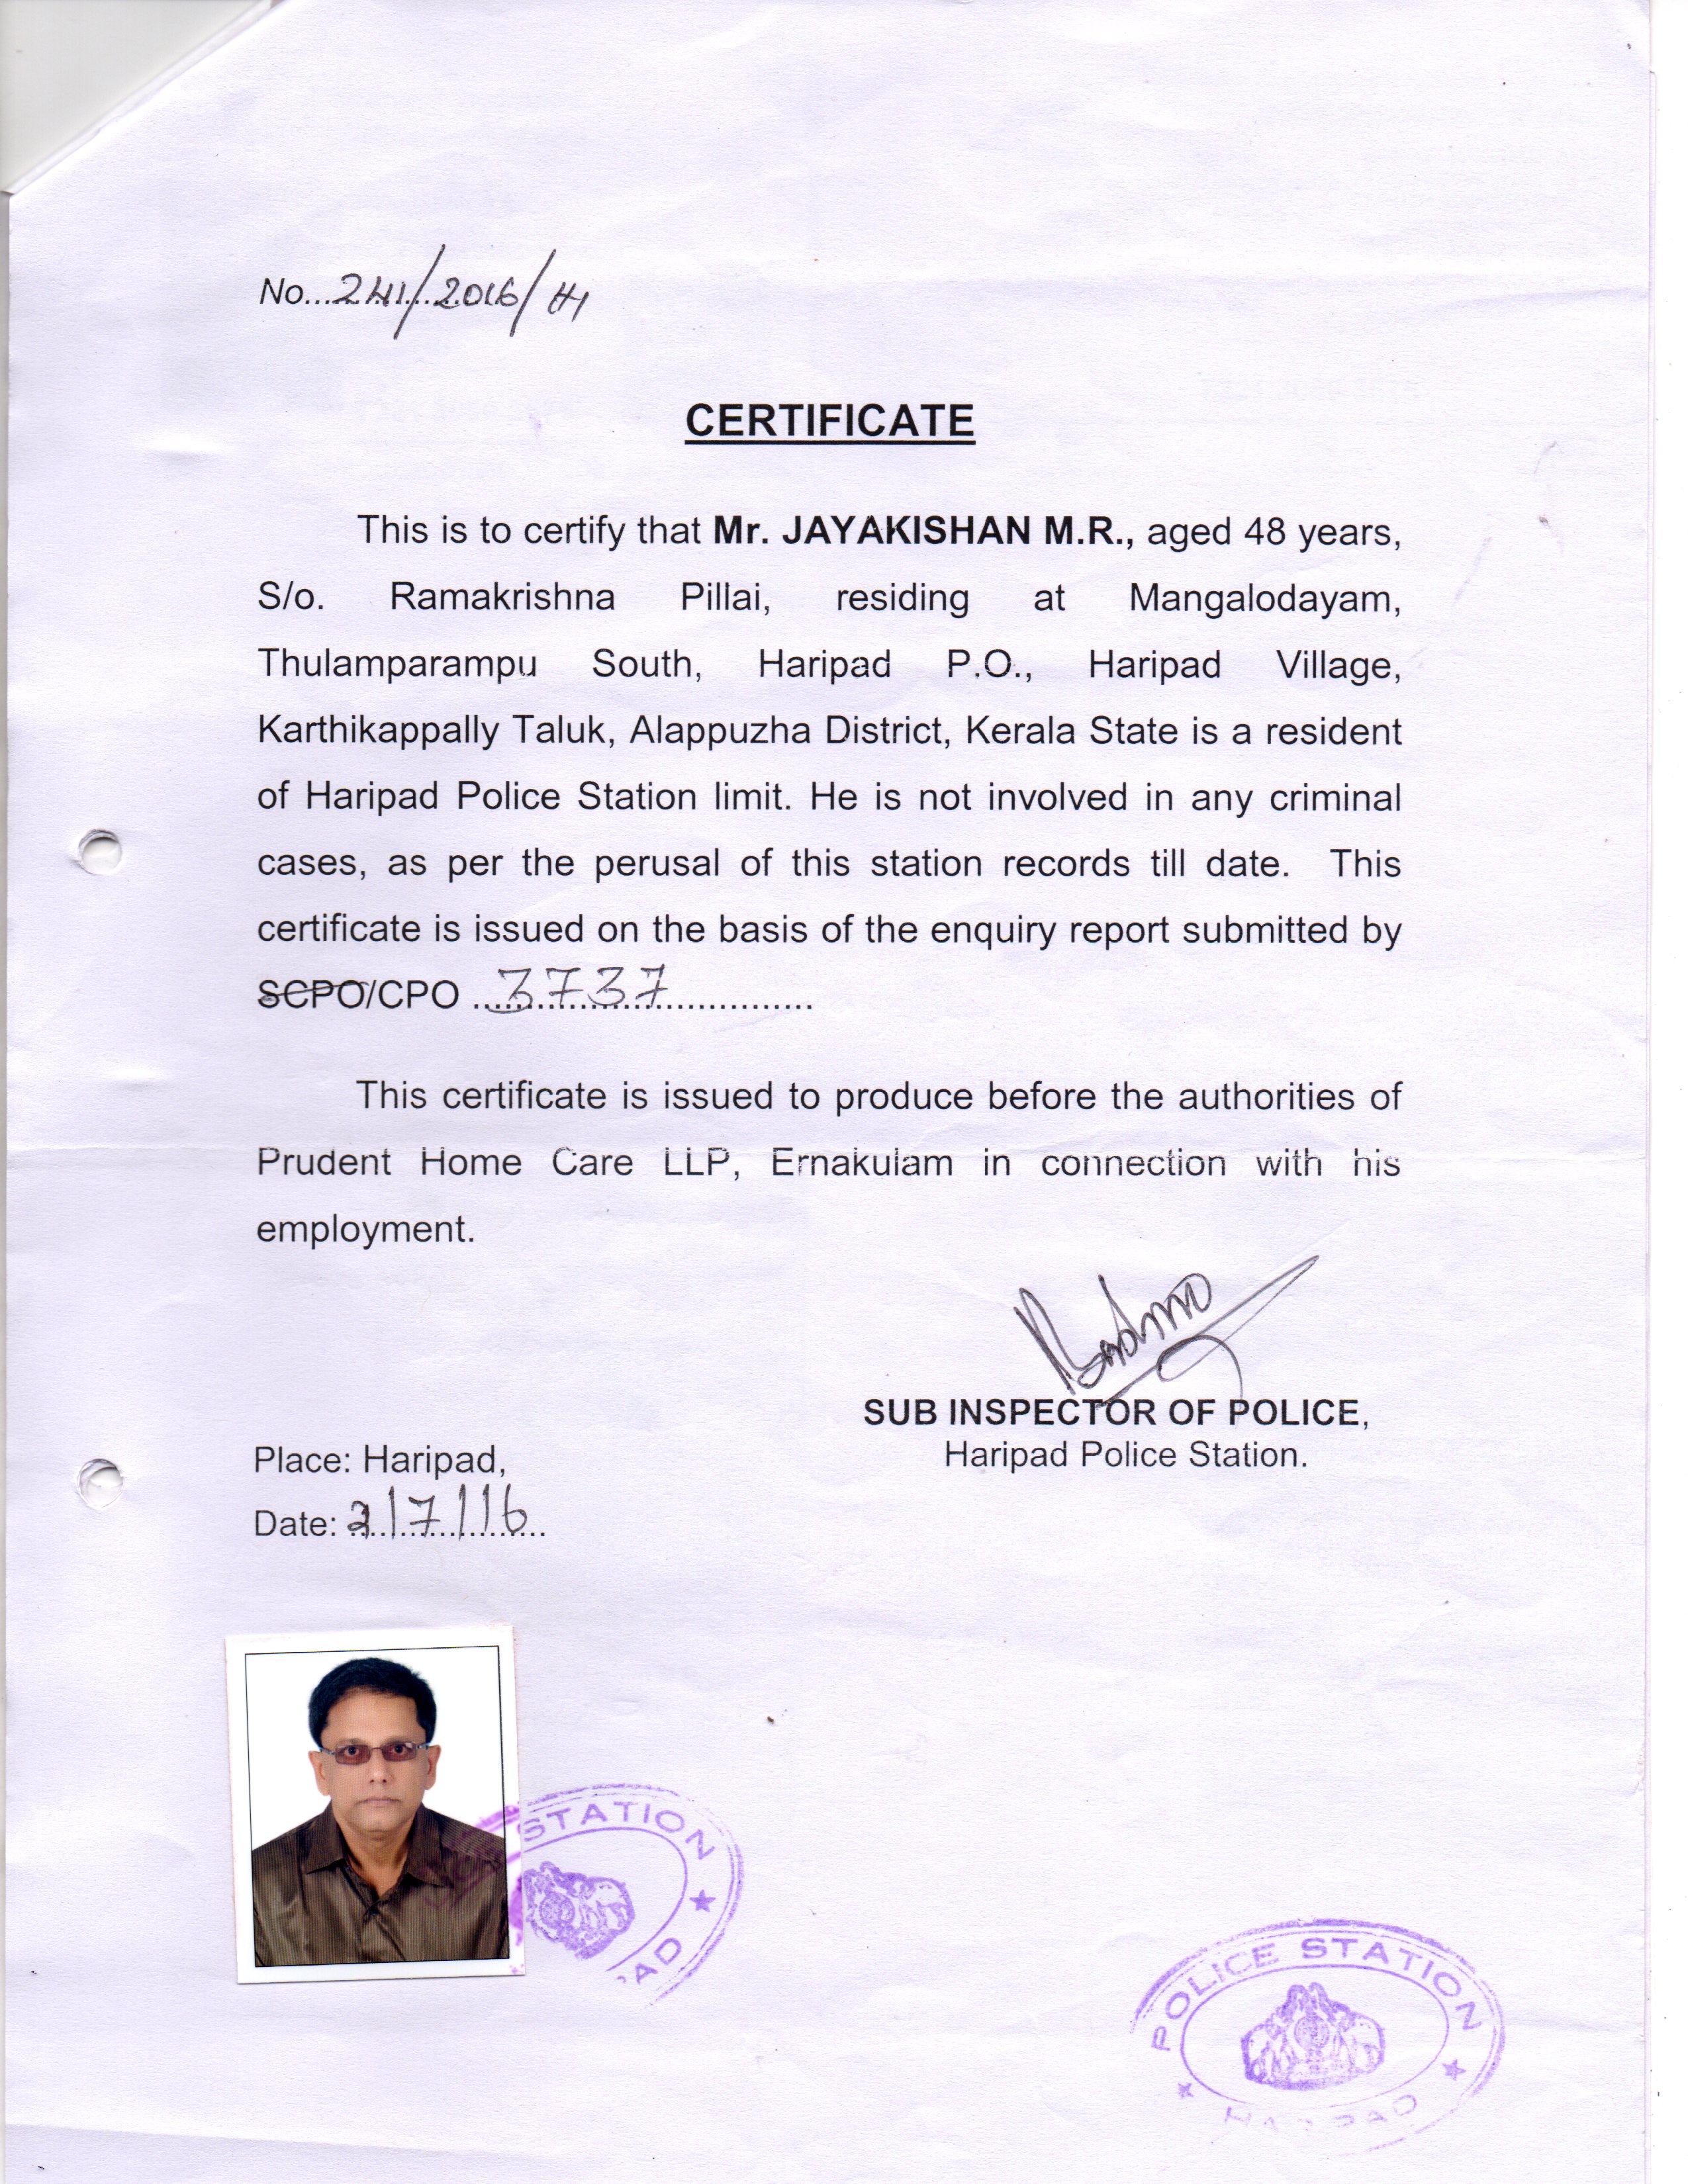 No...241/2016/H
CERTIFICATE
This is to certify that Mr. JAYAKISHAN M.R., aged 48 years,
S/o. Ramakrishna Pillai, residing at Mangalodayam,
Thulamparampu South, Haripad P.O., Haripad Village,
Karthikappally Taluk, Alappuzha District, Kerala State is a resident
of Haripad Police Station limit. He is not involved in any criminal
cases, as per the perusal of this station records till date. This
certificate is issued on the basis of the enquiry report submitted by
SCPO/CPO ...3737...
This certificate is issued to produce before the authorities of
Prudent Home Care LLP, Ernakulam in connection with his
employment.
SUB INSPECTOR OF POLICE,
Haripad Police Station.
Place: Haripad,
Date: 2/7/16
STATION
PAD
POLICE STATION
HARIPAD